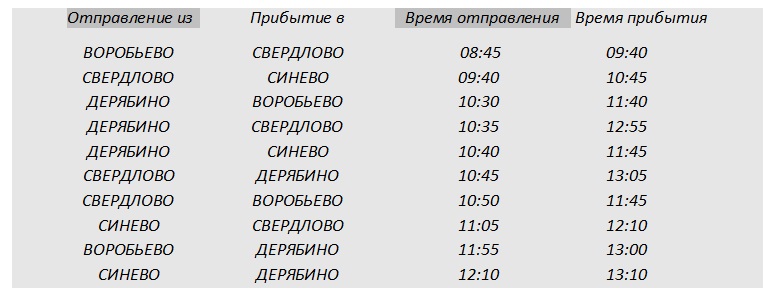 Отправление из Прибытие в Время отправления Время прибытия
ВОРОБЬЕВО СВЕРДЛОВО 08:45 09:40
СВЕРДЛОВО СИНЕВО 09:40 10:45
ДЕРЯБИНО ВОРОБЬЕВО 10:30 11:40
ДЕРЯБИНО СВЕРДЛОВО 10:35 12:55
ДЕРЯБИНО СИНЕВО 10:40 11:45
СВЕРДЛОВО ДЕРЯБИНО 10:45 13:05
СВЕРДЛОВО ВОРОБЬЕВО 10:50 11:45
СИНЕВО СВЕРДЛОВО 11:05 12:10
ВОРОБЬЕВО ДЕРЯБИНО 11:55 13:00
СИНЕВО ДЕРЯБИНО 12:10 13:10